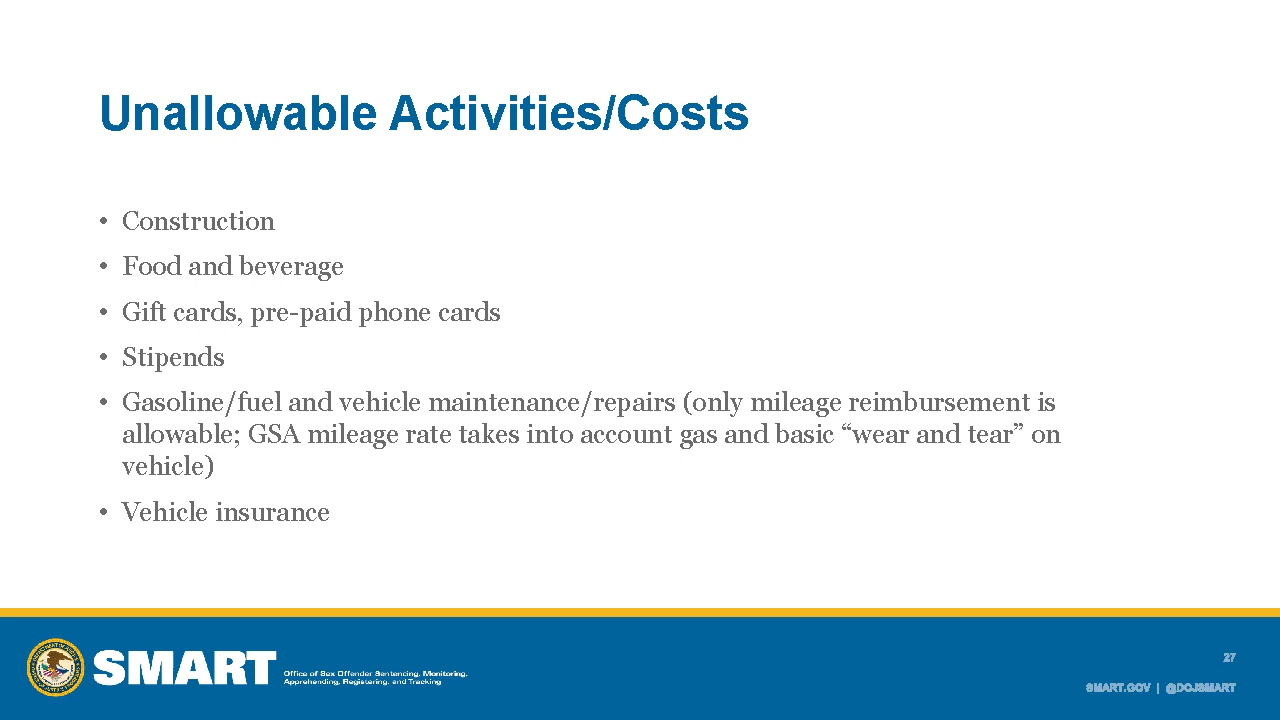 Unallowable Activities/Costs
• Construction
• Food and beverage
• Gift cards, pre-paid phone cards
• Stipends
• Gasoline/fuel and vehicle maintenance/repairs (only mileage reimbursement is
allowable; GSA mileage rate takes into account gas and basic “wear and tear” on
vehicle)
• Vehicle insurance
SMART
Office of Sex Offender Sentencing, Monitoring,
Apprehending, Registering, and Tracking
27
SMART.GOV | @DOJSMART